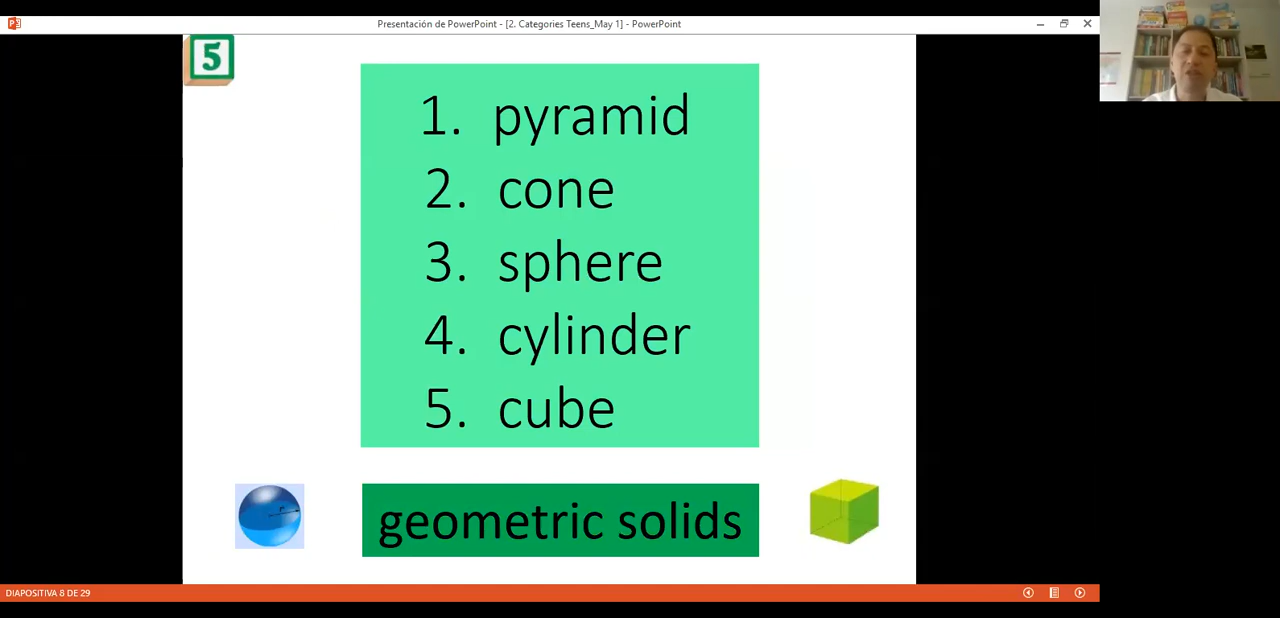 Presentación de PowerPoint - [2. Categories Teens_May 1] - PowerPoint
5
1. pyramid
2. cone
3. sphere
4. cylinder
5. cube
geometric solids
DIAPOSITIVA 8 DE 29